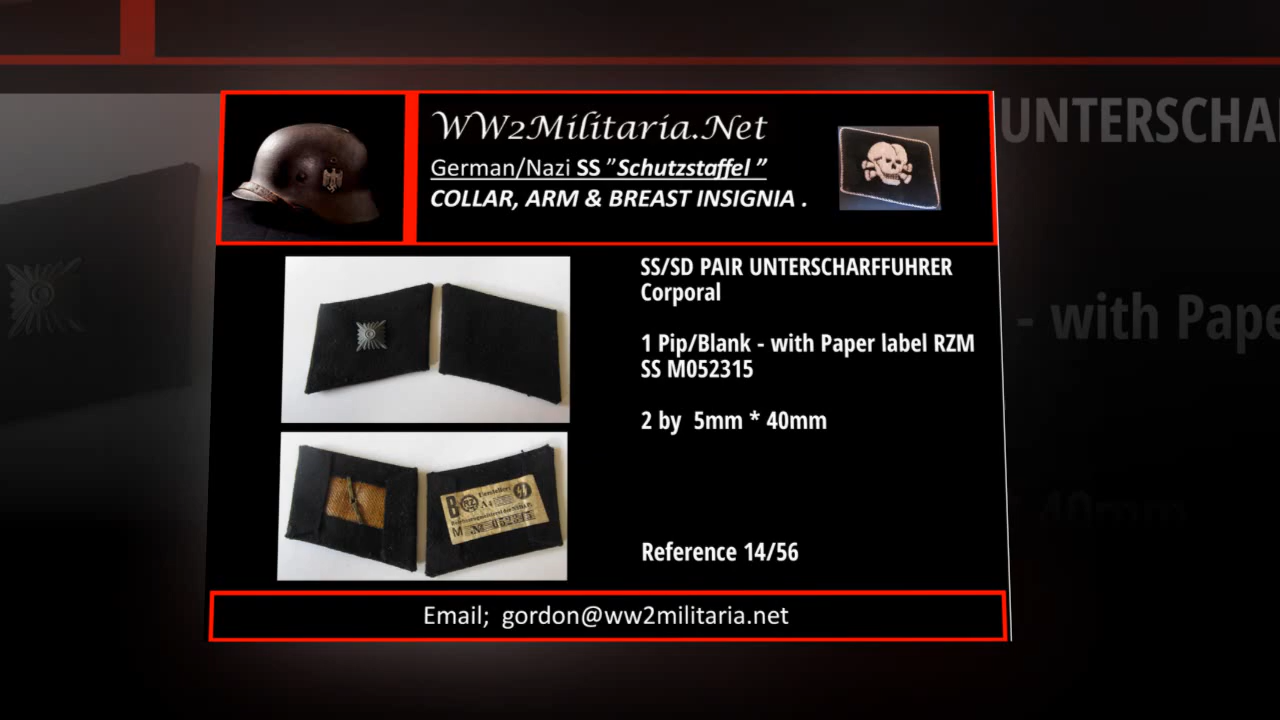 WW2Militaria.Net
German/Nazi SS "Schutzstaffel "
COLLAR, ARM & BREAST INSIGNIA .
SS/SD PAIR UNTERSCHARFFUHRER
Corporal
1 Pip/Blank - with Paper label RZM
SS M052315
2 by  5mm * 40mm
Reference 14/56
Email;  gordon@ww2militaria.net
UNTERSCHA
- with Pape
40mm
B RZM